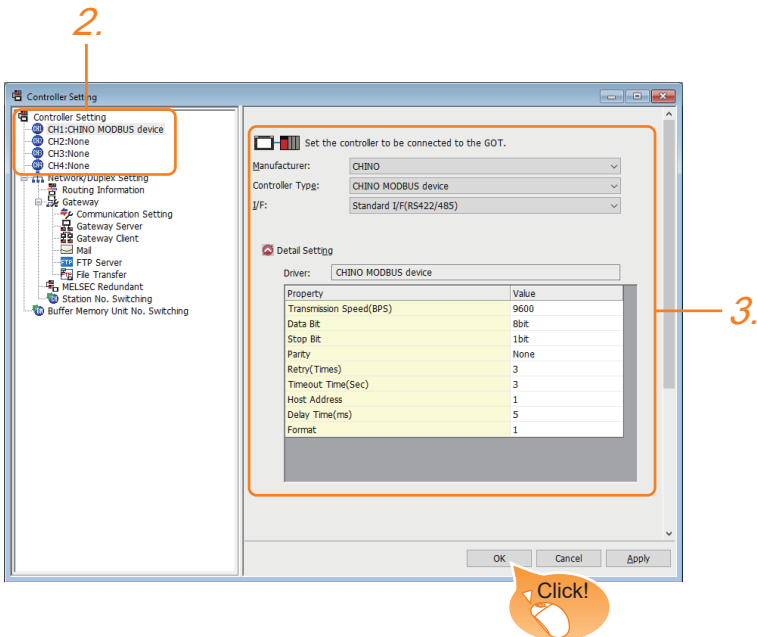 2.
Controller Setting
Controller Setting
CH1:CHINO MODBUS device
CH2:None
CH3:None
CH4:None
Network/Duplex Setting
Routing Information
Gateway
Communication Setting
Gateway Server
Gateway Client
Mail
FTP Server
File Transfer
MELSEC Redundant
Station No. Switching
Buffer Memory Unit No. Switching
Set the controller to be connected to the GOT.
Manufacturer: CHINO
Controller Type: CHINO MODBUS device
I/F: Standard I/F(RS422/485)
Detail Setting
Driver: CHINO MODBUS device
Property Value
Transmission Speed(BPS) 9600
Data Bit 8bit
Stop Bit 1bit
Parity None
Retry(Times) 3
Timeout Time(Sec) 3
Host Address 1
Delay Time(ms) 5
Format 1
3.
OK Cancel Apply
Click!